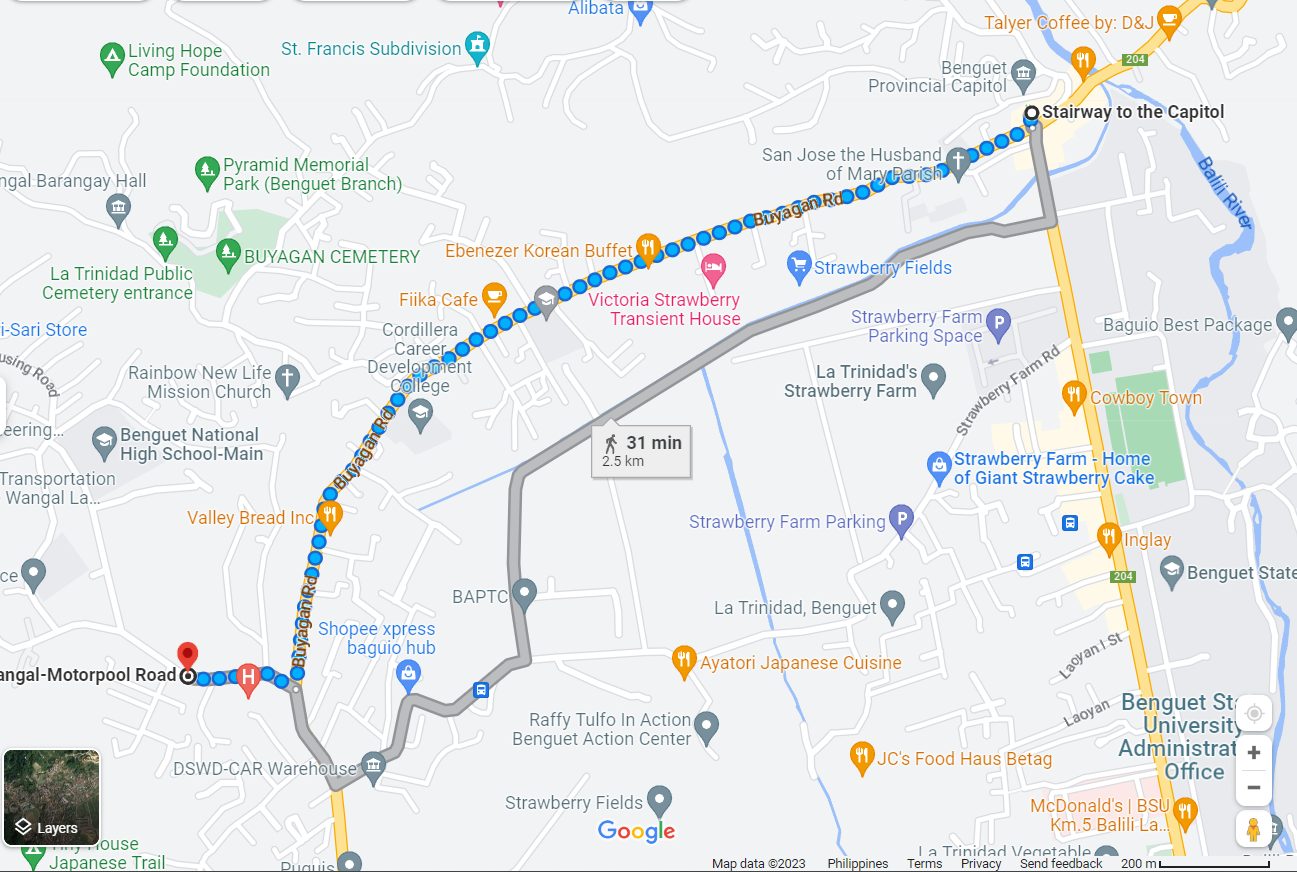 Alibata
Talyer Coffee by: D&J
St. Francis Subdivision
Living Hope
Camp Foundation
204
Benguet
Provincial Capitol
Stairway to the Capitol
San Jose the Husband
of Mary Parish
Pyramid Memorial
Park (Benguet Branch)
ngal Barangay Hall
Balili River
Buyagan Rd
Ebenezer Korean Buffet
BUYAGAN CEMETERY
La Trinidad Public
Cemetery entrance
Strawberry Fields
Fiika Cafe
Victoria Strawberry
Transient House
Strawberry Farm
Parking Space
Baguio Best Package
i-Sari Store
Cordillera
Career
Development
College
using Road
Rainbow New Life
Mission Church
La Trinidad's
Strawberry Farm
Strawberry Farm Rd
Cowboy Town
eering...
Benguet National
High School-Main
Buyagan Rd
31 min
2.5 km
Strawberry Farm - Home
of Giant Strawberry Cake
Transportation
Wangal La...
Valley Bread Inc
Strawberry Farm Parking
Inglay
ce
204
Benguet State
BAPTC
La Trinidad, Benguet
Buyagan Rd
Shopee xpress
baguio hub
Laoyan I St
Ayatori Japanese Cuisine
angal-Motorpool Road
H
Laoyan
Benguet Sta
University
Administrat
Office
Raffy Tulfo In Action
Benguet Action Center
JC's Food Haus Betag
DSWD-CAR Warehouse
Strawberry Fields
McDonald's | BSU
Km.5 Balili La...
Layers
Google
House
Japanese Trail
Puguis
La Trinidad Vegetable
Map data ©2023 Philippines Terms Privacy Send feedback 200 m